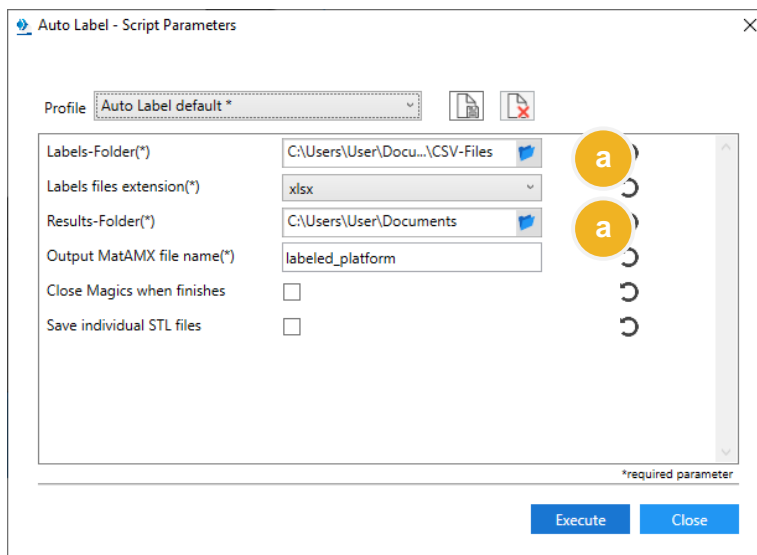 Auto Label - Script Parameters
Profile Auto Label default *
Labels-Folder(*) C:\Users\User\Docu...\CSV-Files a
Labels files extension(*) xlsx
Results-Folder(*) C:\Users\User\Documents a
Output MatAMX file name(*) labeled_platform
Close Magics when finishes
Save individual STL files
*required parameter
Execute Close